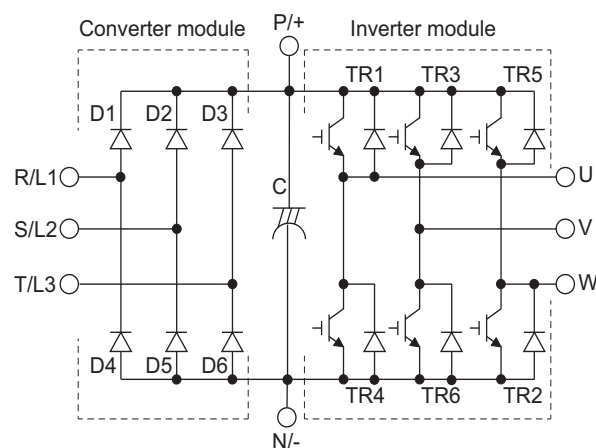 Converter module
P/+
Inverter module
TR1
TR3
TR5
D1
D2
D3
R/L1
U
C
S/L2
V
T/L3
W
D4
D5
D6
TR4
TR6
TR2
N/-